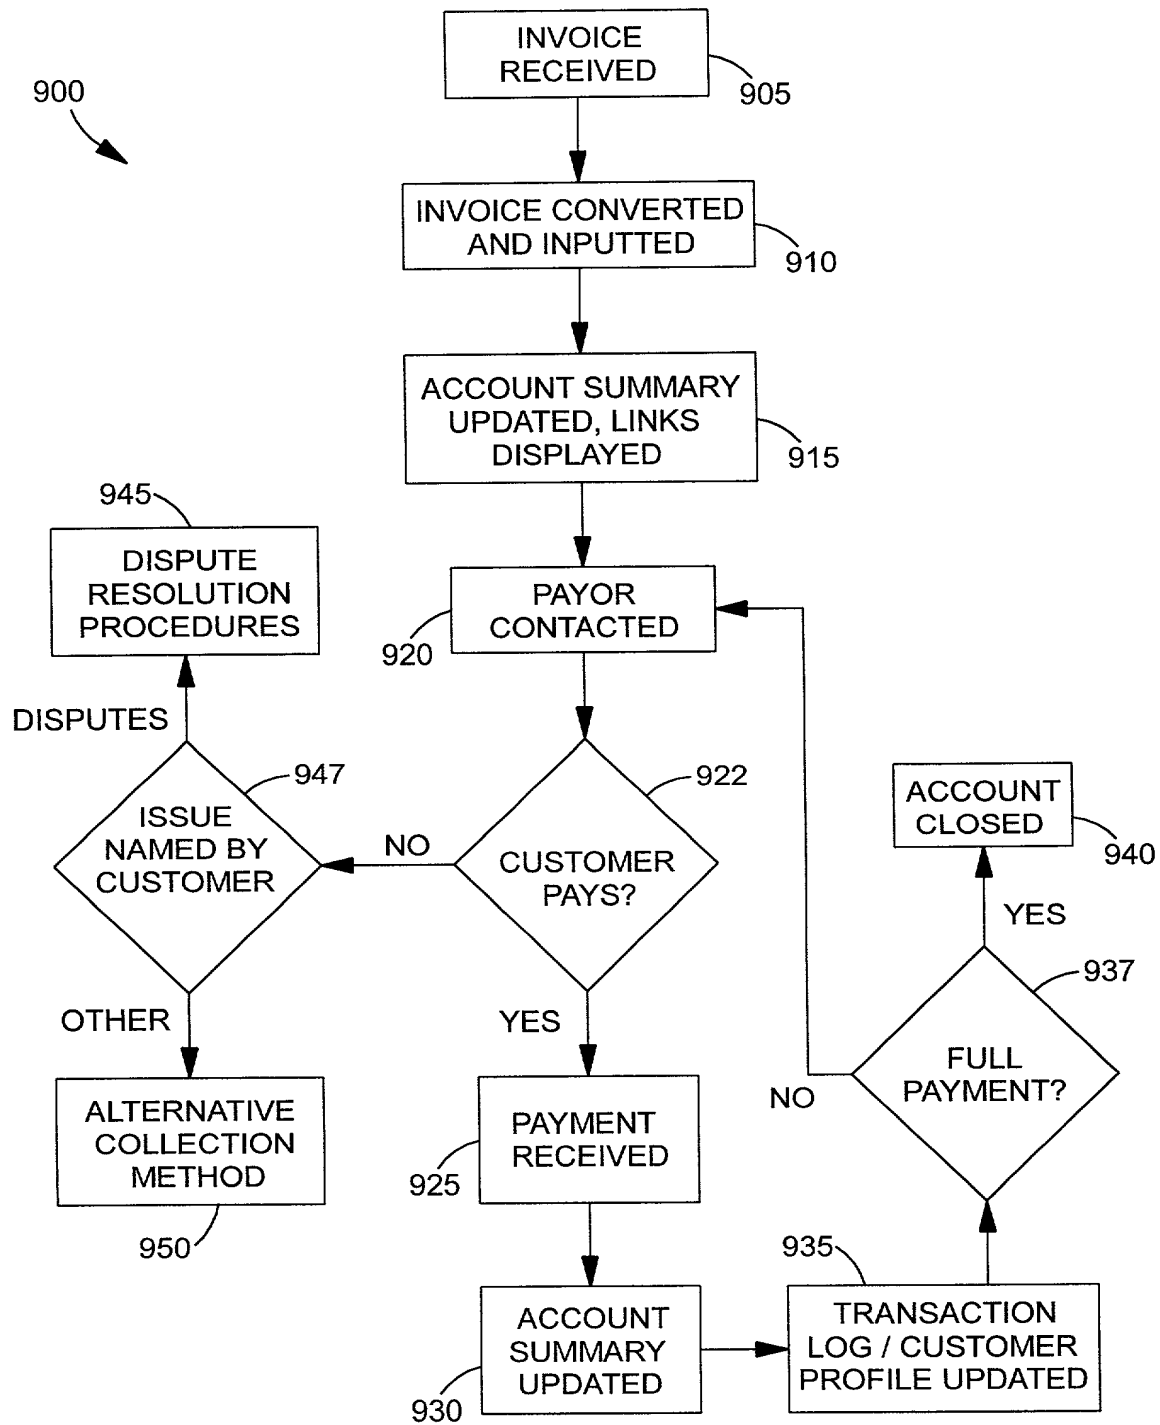 INVOICE
RECEIVED
905
900
INVOICE CONVERTED
AND INPUTTED
910
ACCOUNT SUMMARY
UPDATED, LINKS
DISPLAYED
915
945
DISPUTE
RESOLUTION
PROCEDURES
PAYOR
CONTACTED
920
DISPUTES
947
ISSUE
NAMED BY
CUSTOMER
NO
922
CUSTOMER
PAYS?
ACCOUNT
CLOSED
940
YES
937
FULL
PAYMENT?
NO
OTHER
YES
ALTERNATIVE
COLLECTION
METHOD
950
PAYMENT
RECEIVED
925
935
ACCOUNT
SUMMARY
UPDATED
930
TRANSACTION
LOG / CUSTOMER
PROFILE UPDATED